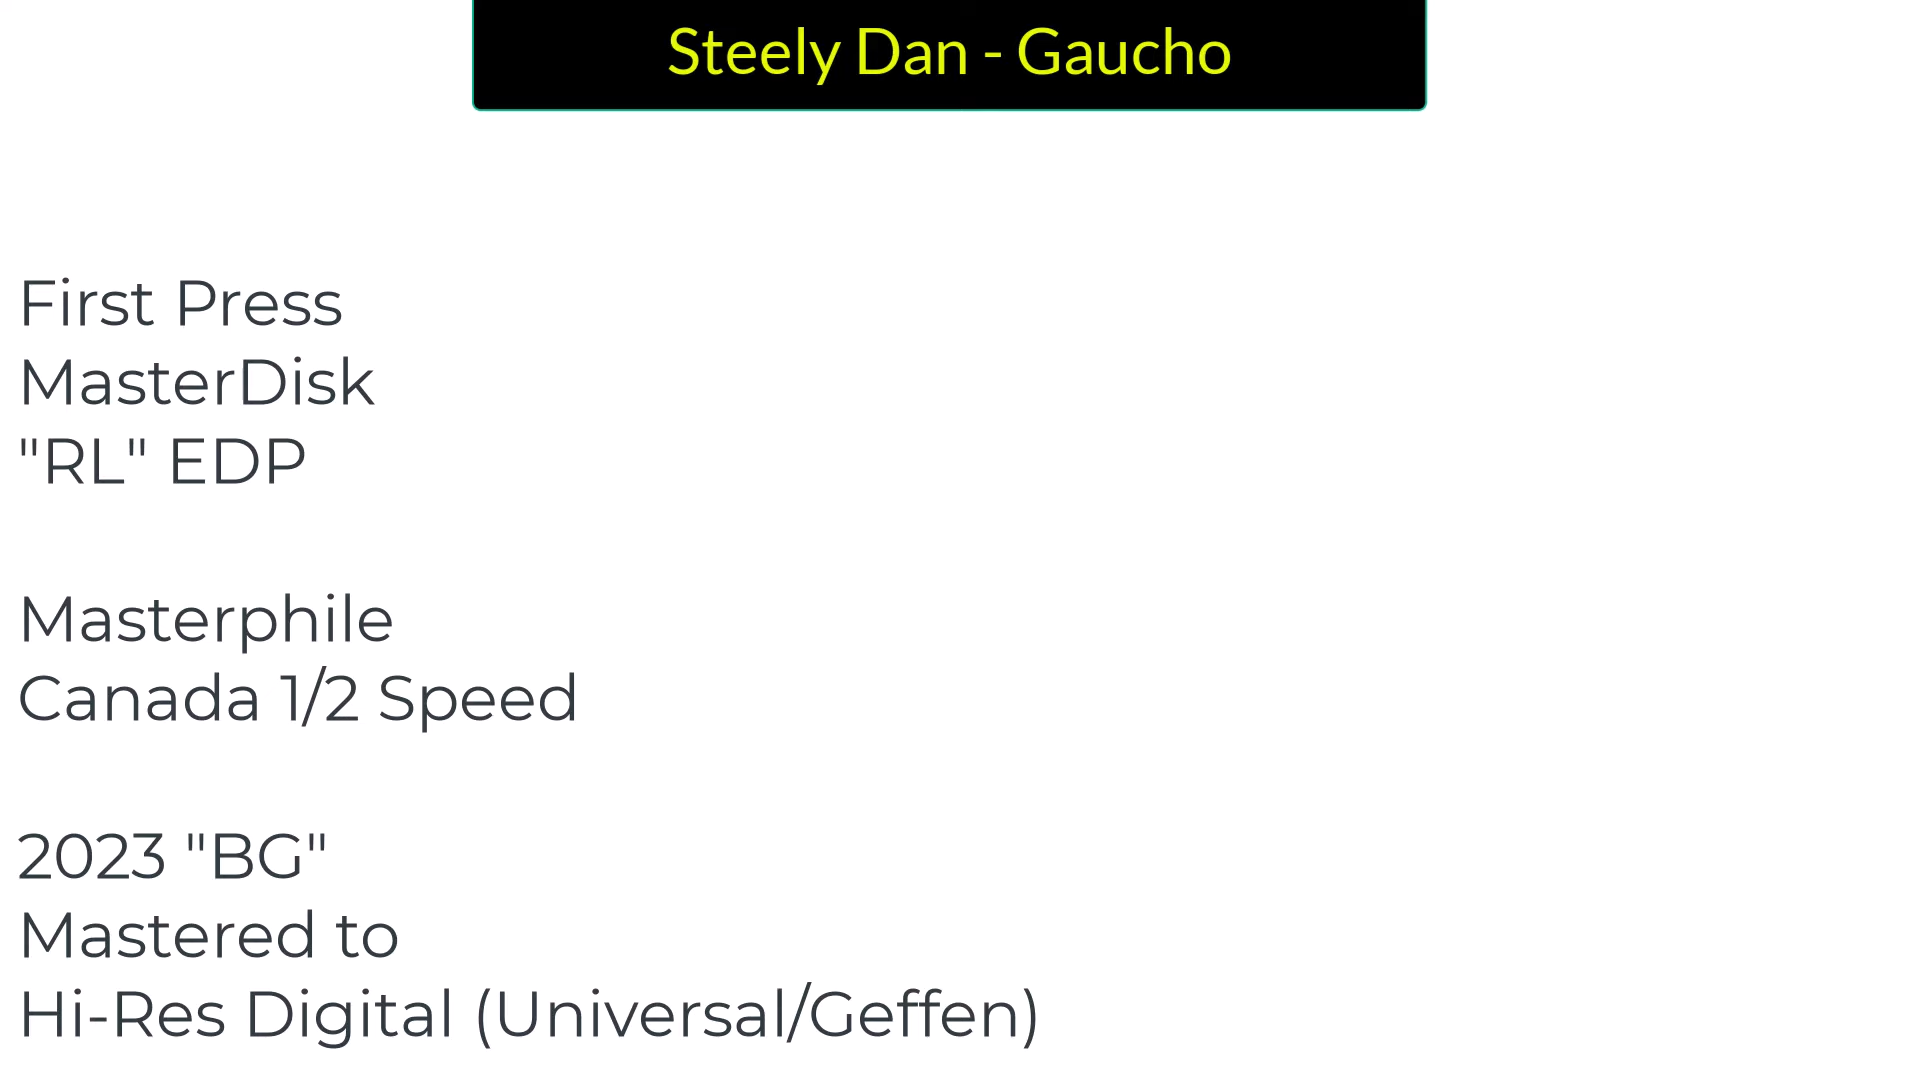 Steely Dan - Gaucho
First Press
MasterDisk
"RL" EDP
Masterphile
Canada 1/2 Speed
2023 "BG"
Mastered to
Hi-Res Digital (Universal/Geffen)